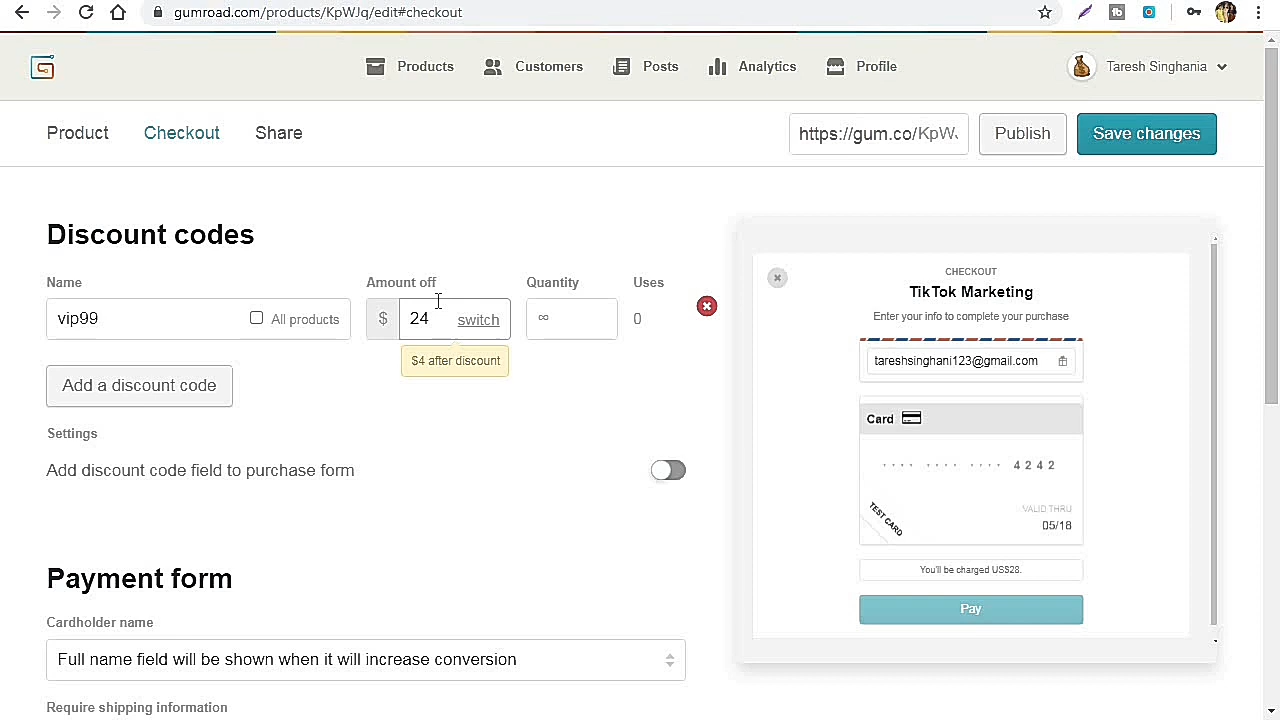 gumroad.com/products/KpWJq/edit#checkout
Products
Customers
Posts
Analytics
Profile
Taresh Singhania
Product
Checkout
Share
https://gum.co/KpWJ
Publish
Save changes
Discount codes
Name
Amount off
Quantity
Uses
vip99
All products
$
24
switch
∞
0
$4 after discount
Add a discount code
Settings
Add discount code field to purchase form
Payment form
Cardholder name
Full name field will be shown when it will increase conversion
Require shipping information
CHECKOUT
TikTok Marketing
Enter your info to complete your purchase
tareshsinghani123@gmail.com
Card
···· ···· ···· 4242
TEST CARD
VALID THRU
05/18
You'll be charged US$28.
Pay